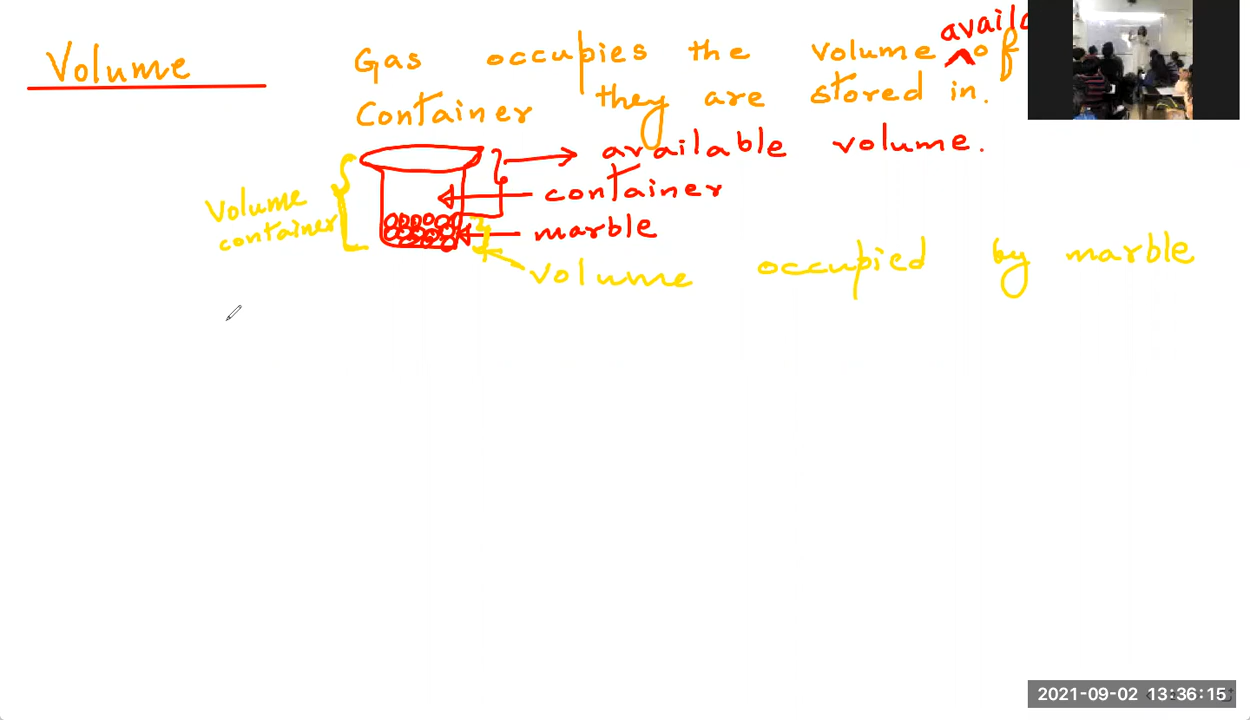 Volume
availa
Gas occupies the volume of
Container they are stored in.
available volume.
container
Volume
container
marble
volume occupied by marble
2021-09-02 13:36:15